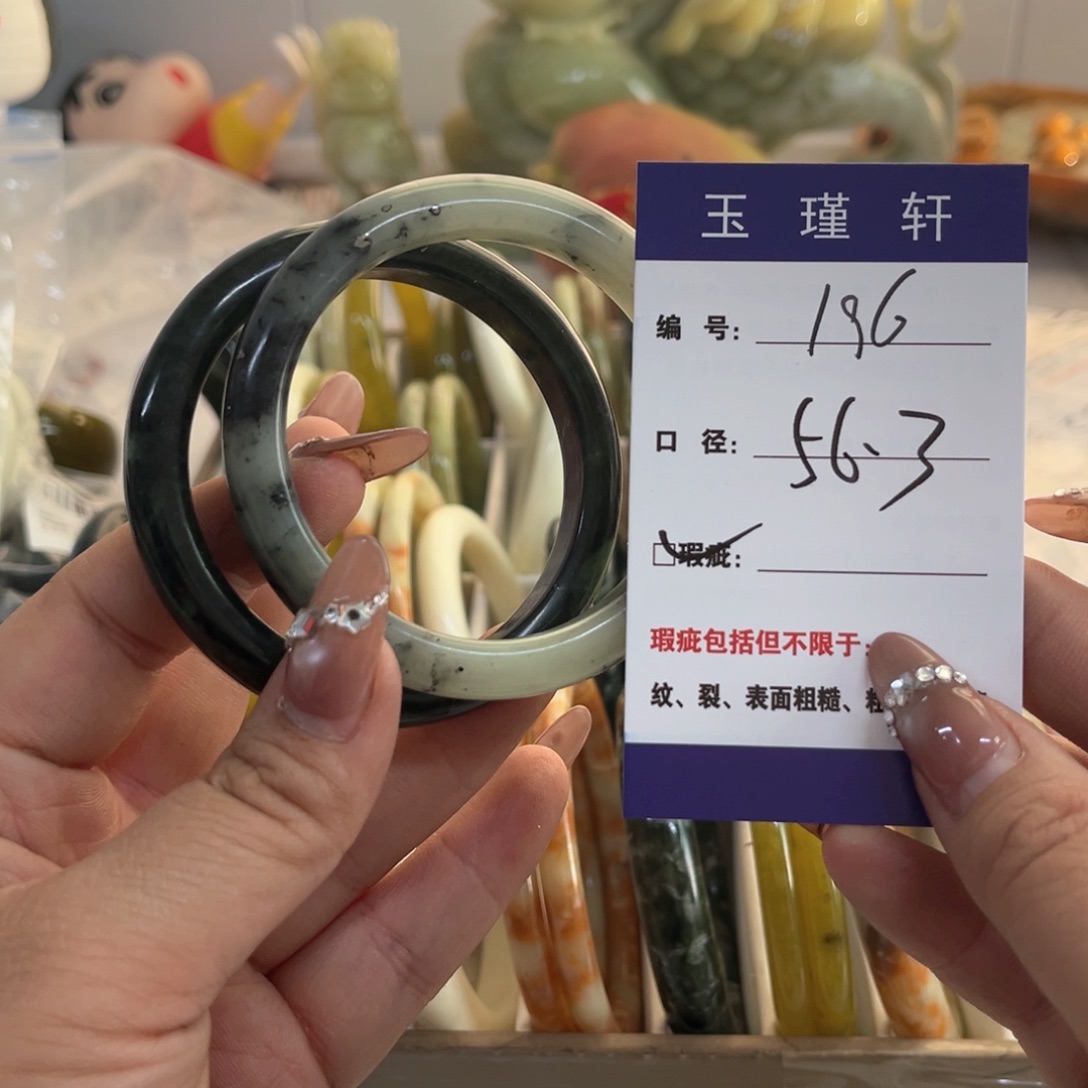 玉瑾轩
编号: 196
口径: 56.3
□瑕疵:
瑕疵包括但不限于:
纹、裂、表面粗糙、